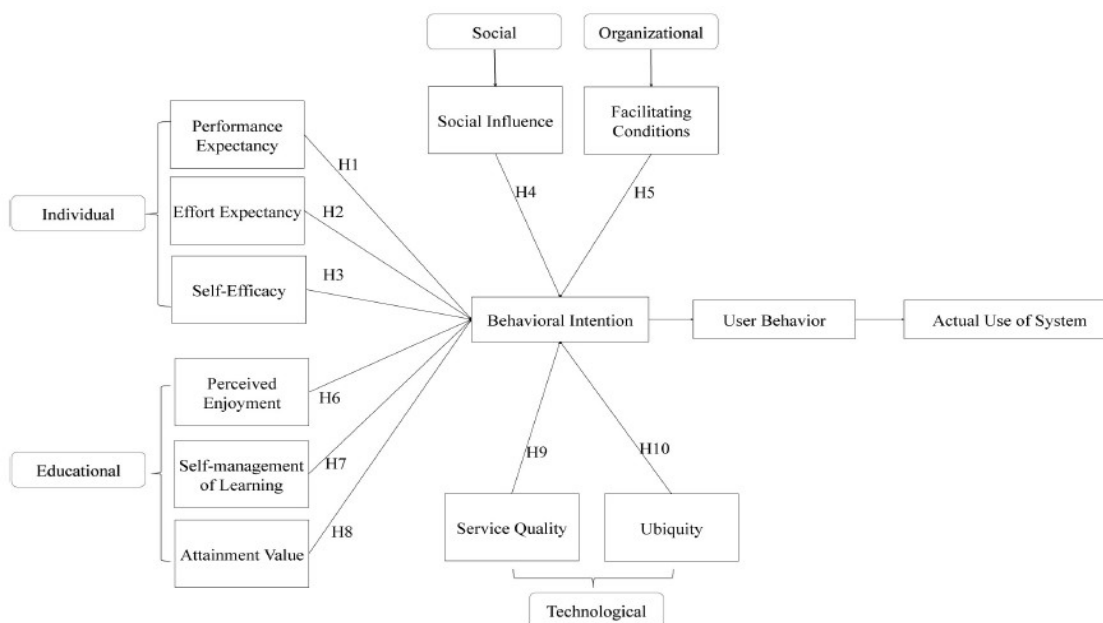 Social
Organizational
Social Influence
Facilitating
Conditions
Performance
Expectancy
H1
H4
H5
Individual
Effort Expectancy
H2
Self-Efficacy
H3
Behavioral Intention
User Behavior
Actual Use of System
Perceived
Enjoyment
H6
Educational
Self-management
of Learning
H7
H9
H10
Attainment Value
H8
Service Quality
Ubiquity
Technological